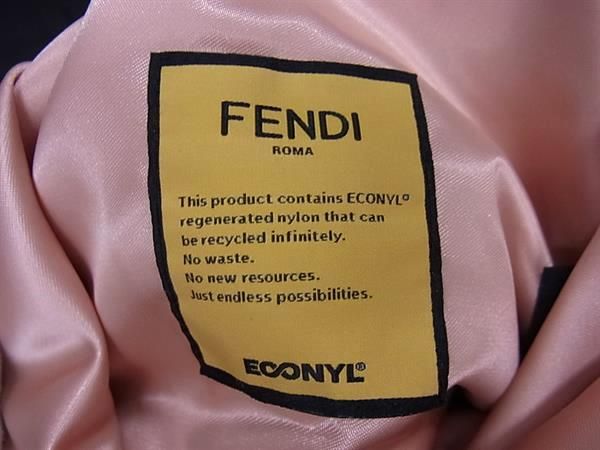 FENDI
ROMA
This product contains ECONYL®
regenerated nylon that can
be recycled infinitely.
No waste.
No new resources.
Just endless possibilities.
ECONYL®